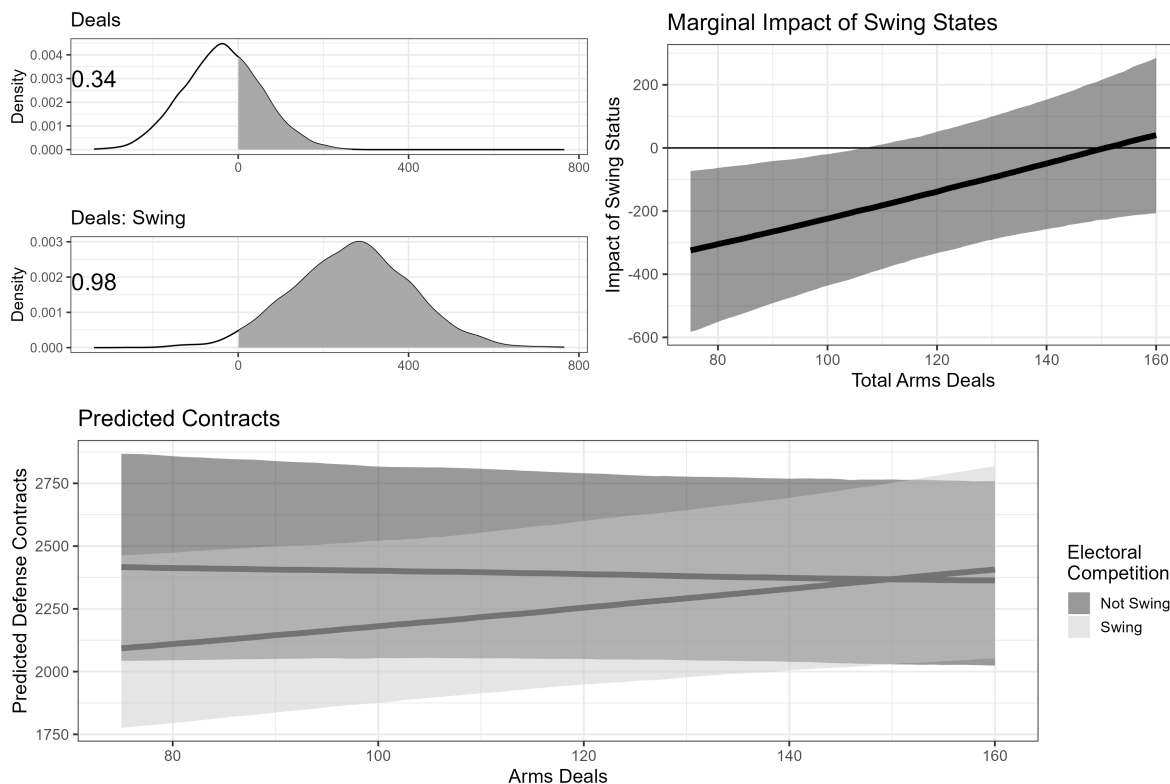 Deals
Density
0.004
0.003
0.002
0.001
0.000
0.34
0
400
800
Deals: Swing
Density
0.003
0.002
0.001
0.000
0.98
0
400
800
Marginal Impact of Swing States
Impact of Swing Status
200
0
-200
-400
-600
80
100
120
140
160
Total Arms Deals
Predicted Contracts
Predicted Defense Contracts
2750
2500
2250
2000
1750
80
100
120
140
160
Arms Deals
Electoral
Competition
Not Swing
Swing